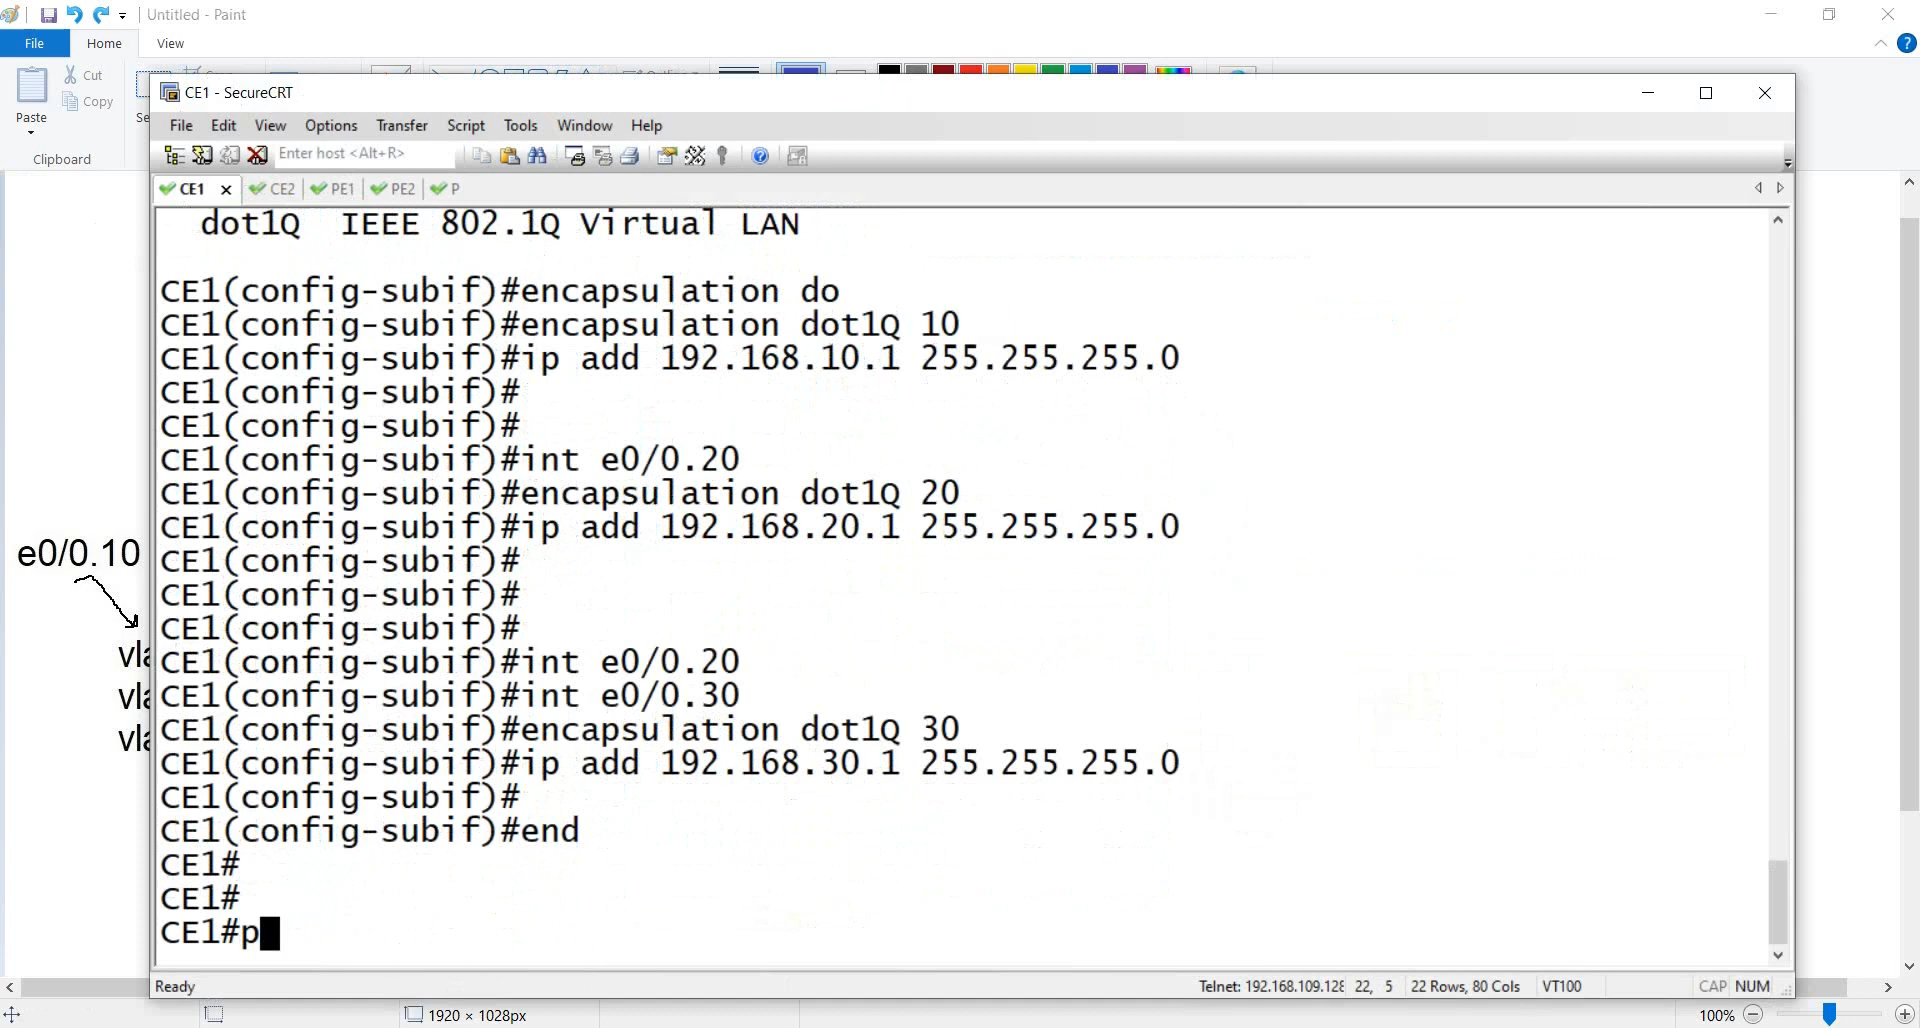 Untitled - Paint
File Home View
Cut
Copy
Paste
Clipboard
CE1 - SecureCRT
File Edit View Options Transfer Script Tools Window Help
Enter host <Alt+R>
CE1 CE2 PE1 PE2 P
dot1Q IEEE 802.1Q Virtual LAN
CE1(config-subif)#encapsulation do
CE1(config-subif)#encapsulation dot1Q 10
CE1(config-subif)#ip add 192.168.10.1 255.255.255.0
CE1(config-subif)#
CE1(config-subif)#
CE1(config-subif)#int e0/0.20
CE1(config-subif)#encapsulation dot1Q 20
CE1(config-subif)#ip add 192.168.20.1 255.255.255.0
CE1(config-subif)#
CE1(config-subif)#
CE1(config-subif)#
CE1(config-subif)#int e0/0.20
CE1(config-subif)#int e0/0.30
CE1(config-subif)#encapsulation dot1Q 30
CE1(config-subif)#ip add 192.168.30.1 255.255.255.0
CE1(config-subif)#
CE1(config-subif)#end
CE1#
CE1#
CE1#p
e0/0.10
Ready Telnet: 192.168.109.128 22, 5 22 Rows, 80 Cols VT100 CAP NUM
1920 × 1028px 100%